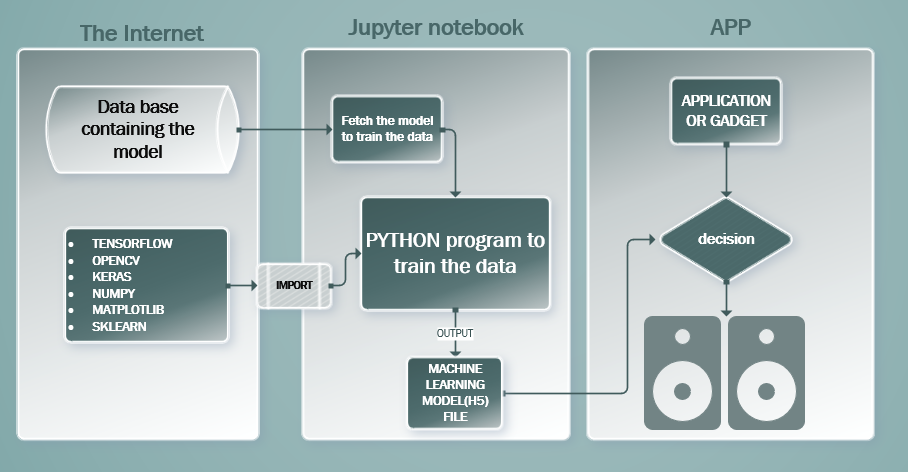 The Internet
Data base
containing the
model
• TENSORFLOW
• OPENCV
• KERAS
• NUMPY
• MATPLOTLIB
• SKLEARN
IMPORT
Jupyter notebook
Fetch the model
to train the data
PYTHON program to
train the data
OUTPUT
MACHINE
LEARNING
MODEL(H5)
FILE
APP
APPLICATION
OR GADGET
decision